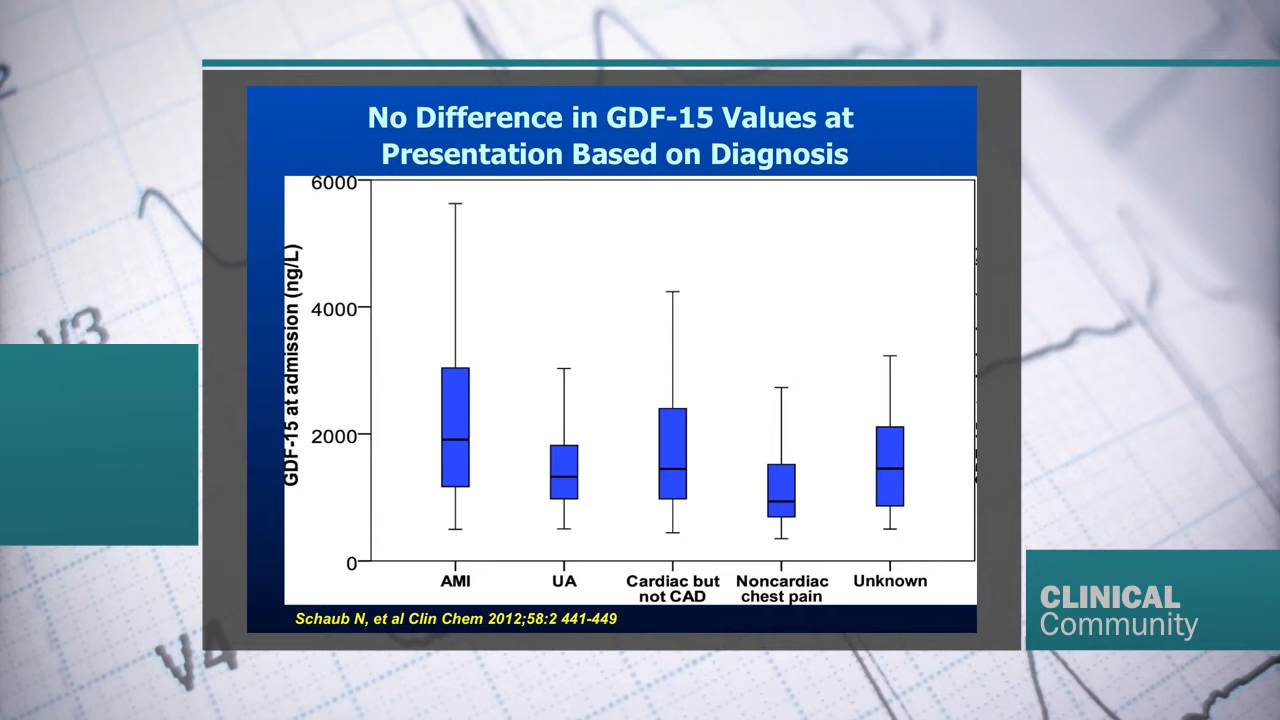 No Difference in GDF-15 Values at
Presentation Based on Diagnosis
6000
4000
2000
0
GDF-15 at admission (ng/L)
AMI
UA
Cardiac but
not CAD
Noncardiac
chest pain
Unknown
Schaub N, et al Clin Chem 2012;58:2 441-449
V3
V4
CLINICAL
Community